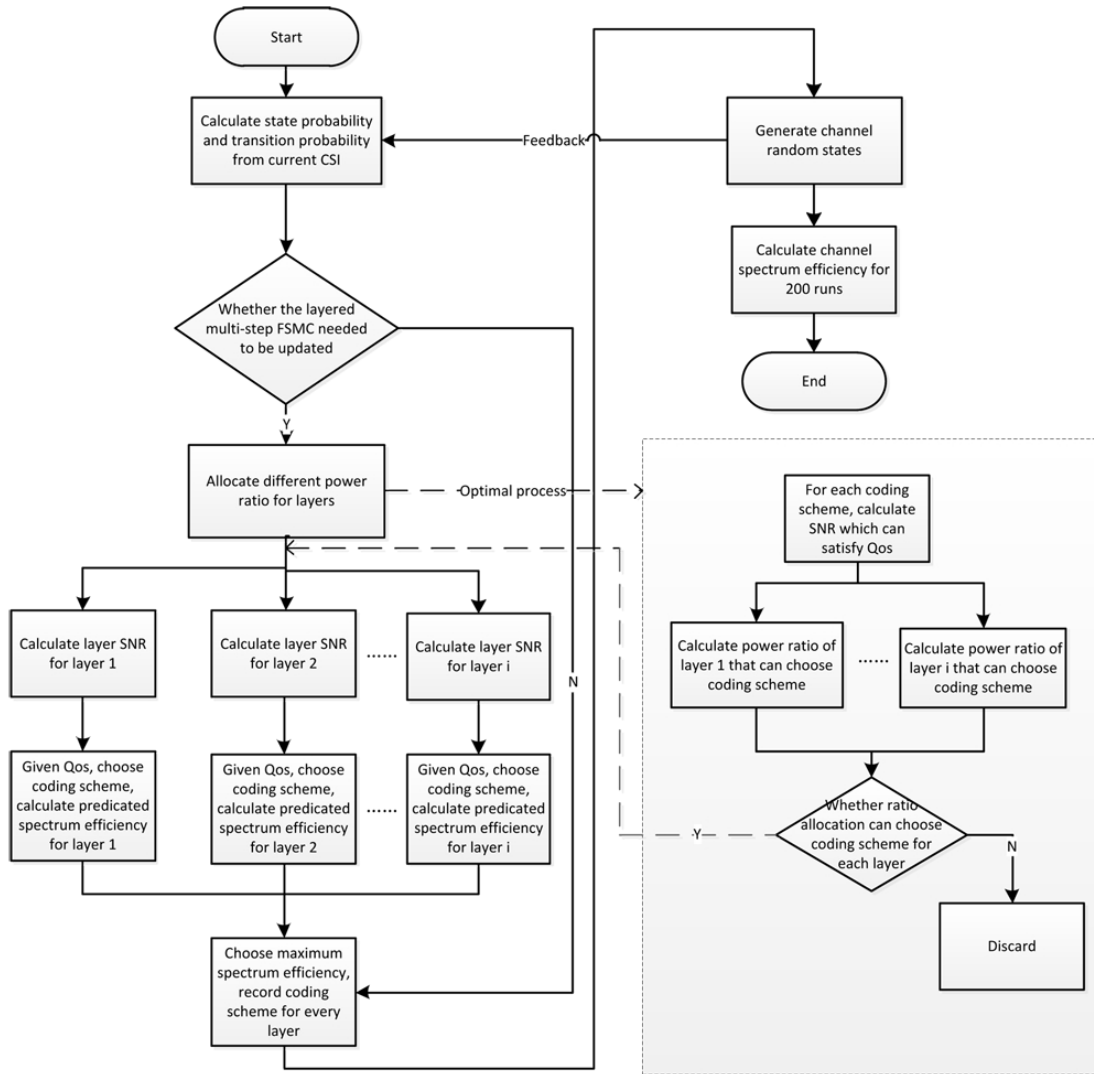 Start
Calculate state probability
and transition probability
from current CSI
Feedback
Generate channel
random states
Calculate channel
spectrum efficiency for
200 runs
End
Whether the layered
multi-step FSMC needed
to be updated
Y
N
Allocate different power
ratio for layers
Optimal process
Calculate layer SNR
for layer 1
Calculate layer SNR
for layer 2
......
Calculate layer SNR
for layer i
Given Qos, choose
coding scheme,
calculate predicated
spectrum efficiency
for layer 1
Given Qos, choose
coding scheme,
calculate predicated
spectrum efficiency
for layer 2
......
Given Qos, choose
coding scheme,
calculate predicated
spectrum efficiency
for layer i
Choose maximum
spectrum efficiency,
record coding
scheme for every
layer
For each coding
scheme, calculate
SNR which can
satisfy Qos
Calculate power ratio of
layer 1 that can choose
coding scheme
......
Calculate power ratio of
layer i that can choose
coding scheme
Whether ratio
allocation can choose
coding scheme for
each layer
Y
N
Discard